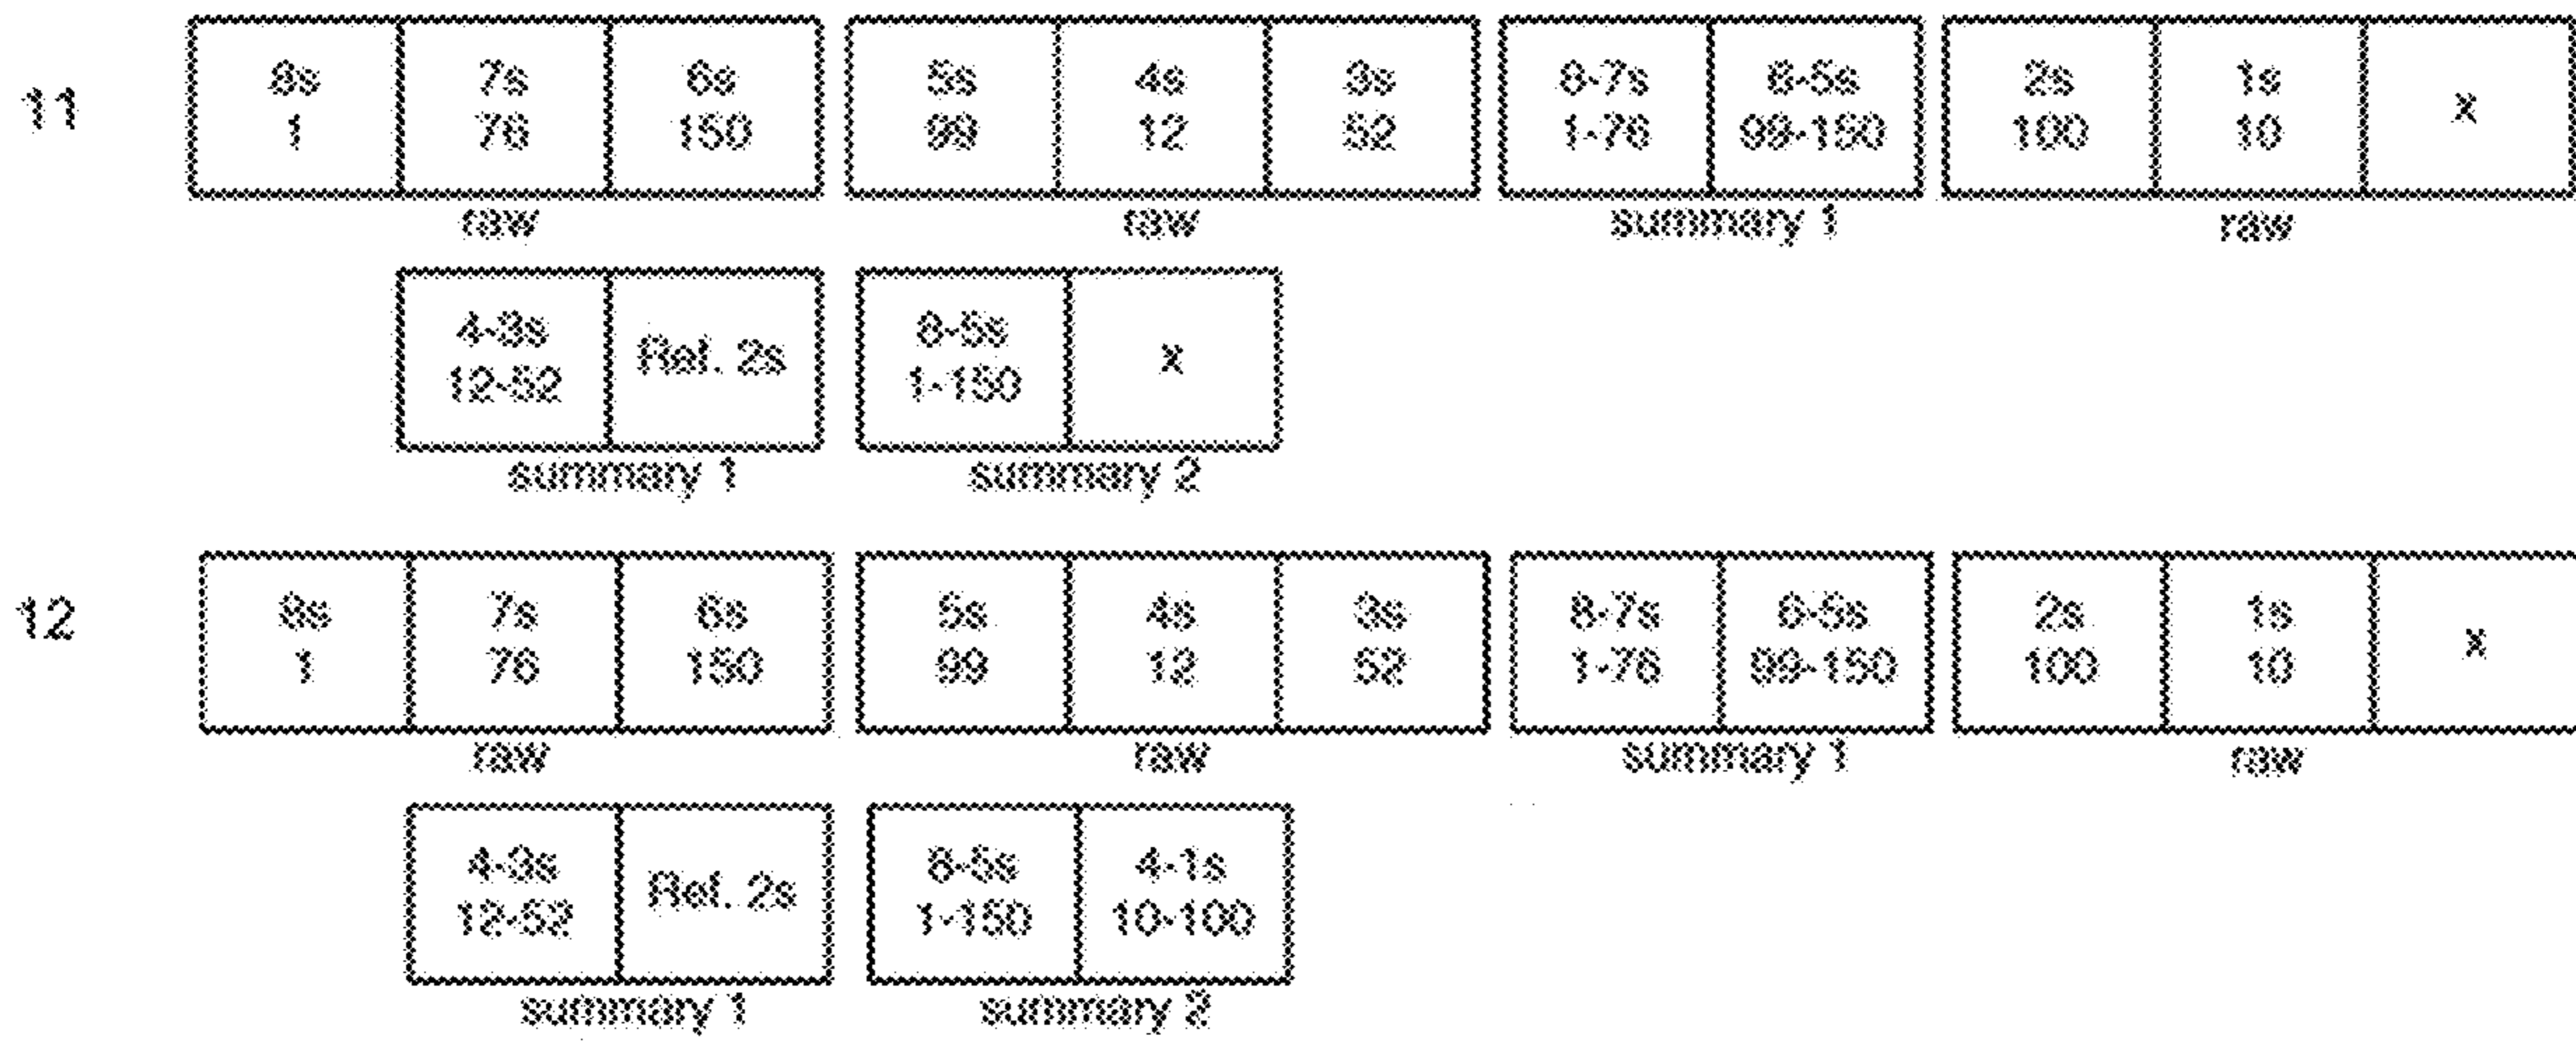 11
8s 7s 6s 5s 4s 3s 8-7s 6-5s 2s 1s x
1 76 150 99 12 52 1-76 99-150 100 10
raw raw summary 1 raw
4-3s Ref. 2s 8-5s x
12-52 1-150
summary 1 summary 2
12
8s 7s 6s 5s 4s 3s 8-7s 6-5s 2s 1s x
1 76 150 99 12 52 1-76 99-150 100 10
raw raw summary 1 raw
4-3s Ref. 2s 8-5s 4-1s
12-52 1-150 10-100
summary 1 summary 2